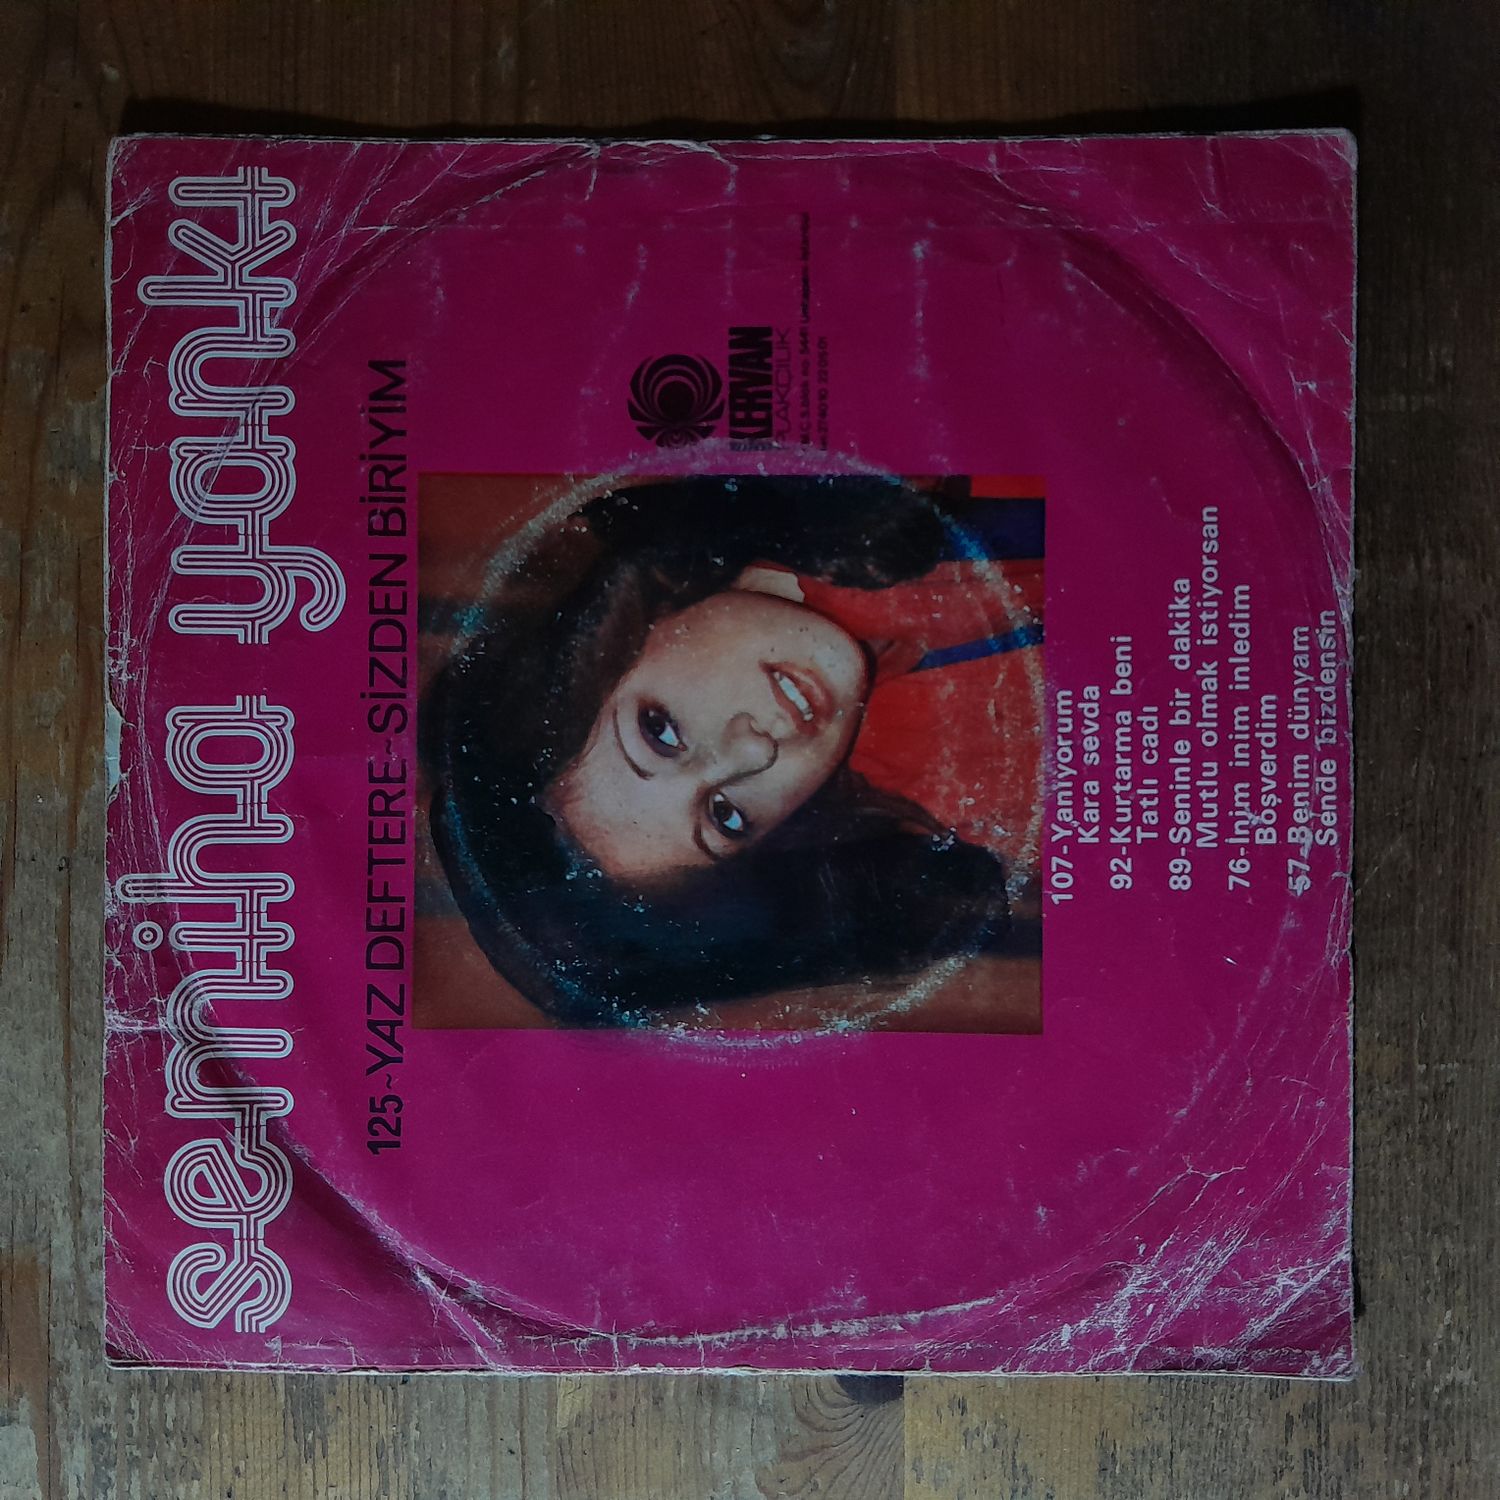 semiha yankı
125~YAZ DEFTERE~SİZDEN BİRİYİM
KERVAN
PLAKÇILIK
107-Yanıyorum
Kara sevda
92-Kurtarma beni
Tatlı cadı
89-Seninle bir dakika
Mutlu olmak istiyorsan
76-İnim inim inledim
Boşverdim
57-Benim dünyam
Sende bizdensin